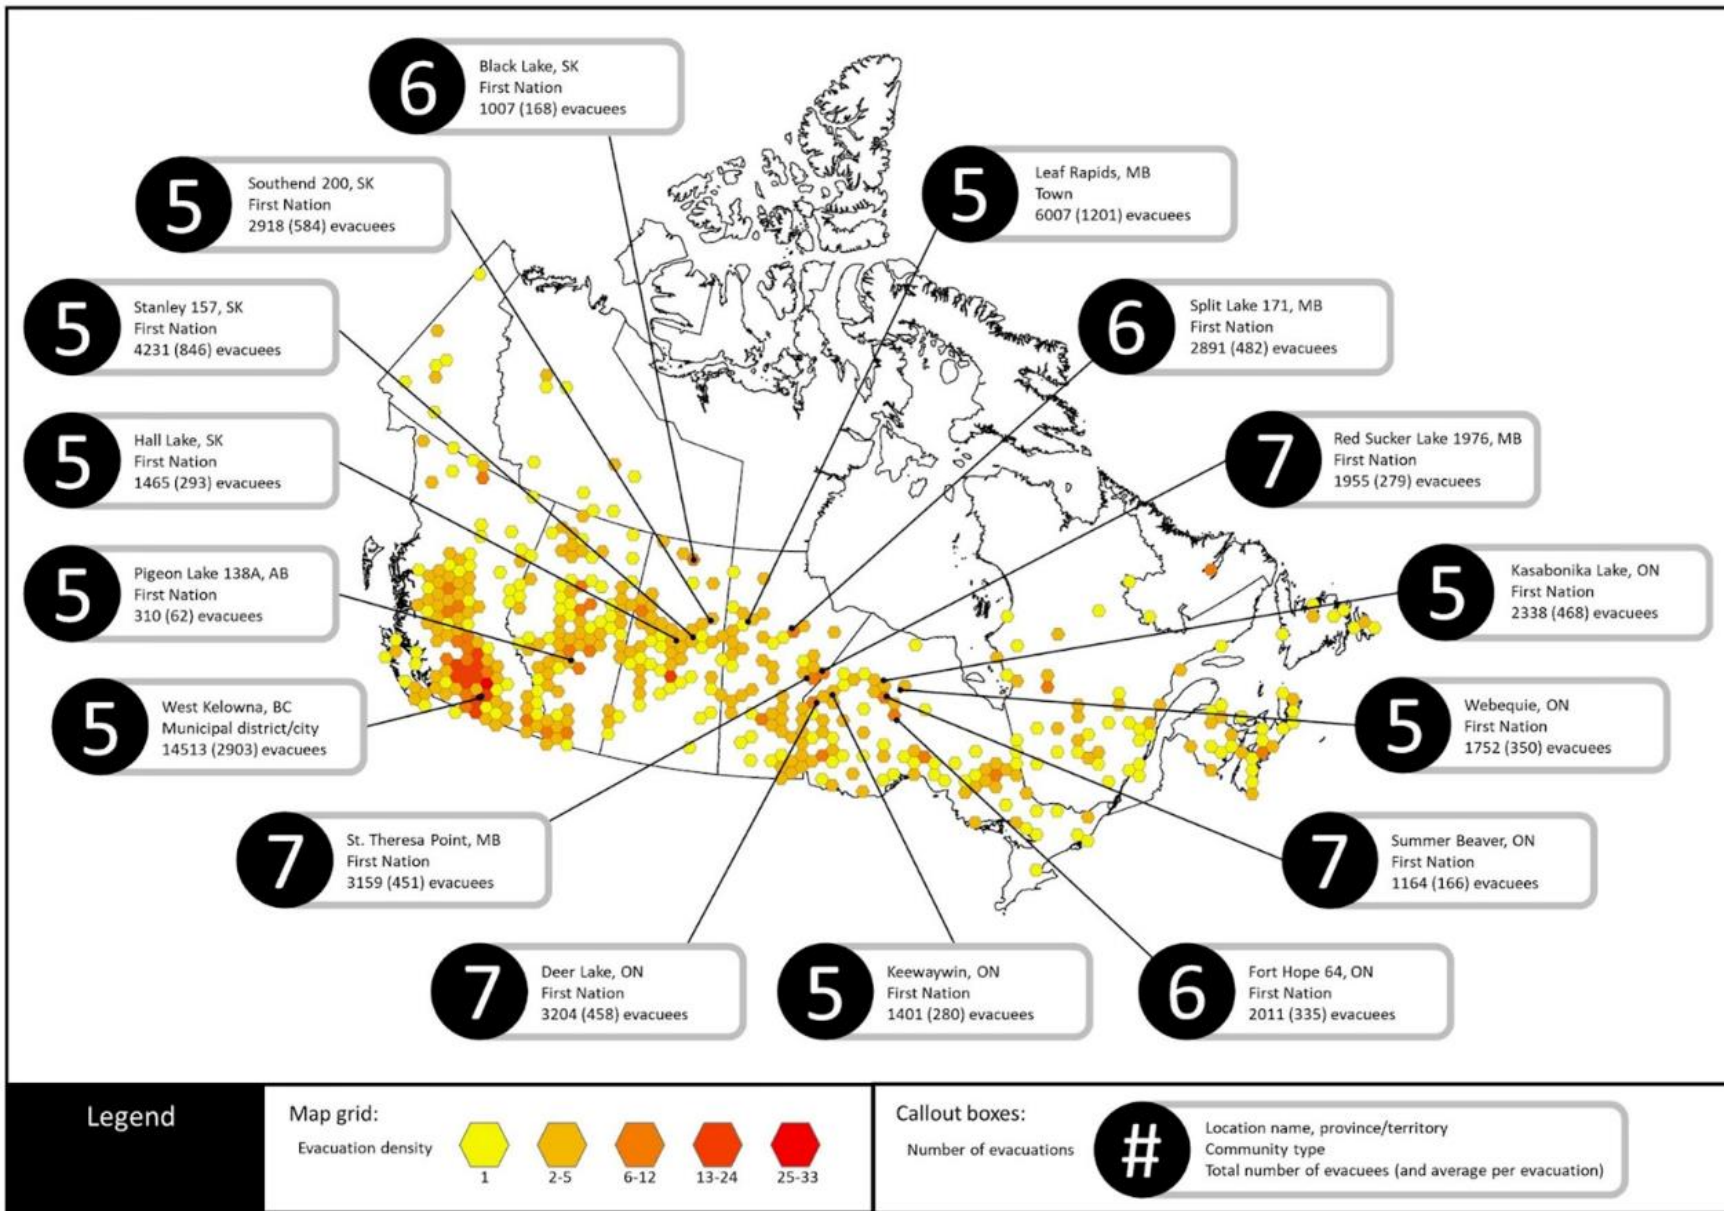 6
Black Lake, SK
First Nation
1007 (168) evacuees
5
Southend 200, SK
First Nation
2918 (584) evacuees
5
Leaf Rapids, MB
Town
6007 (1201) evacuees
5
Stanley 157, SK
First Nation
4231 (846) evacuees
6
Split Lake 171, MB
First Nation
2891 (482) evacuees
5
Hall Lake, SK
First Nation
1465 (293) evacuees
7
Red Sucker Lake 1976, MB
First Nation
1955 (279) evacuees
5
Pigeon Lake 138A, AB
First Nation
310 (62) evacuees
5
Kasabonika Lake, ON
First Nation
2338 (468) evacuees
5
West Kelowna, BC
Municipal district/city
14513 (2903) evacuees
5
Webequie, ON
First Nation
1752 (350) evacuees
7
St. Theresa Point, MB
First Nation
3159 (451) evacuees
7
Summer Beaver, ON
First Nation
1164 (166) evacuees
7
Deer Lake, ON
First Nation
3204 (458) evacuees
5
Keewaywin, ON
First Nation
1401 (280) evacuees
6
Fort Hope 64, ON
First Nation
2011 (335) evacuees
Legend
Map grid:
Evacuation density
1
2-5
6-12
13-24
25-33
Callout boxes:
Number of evacuations
#
Location name, province/territory
Community type
Total number of evacuees (and average per evacuation)